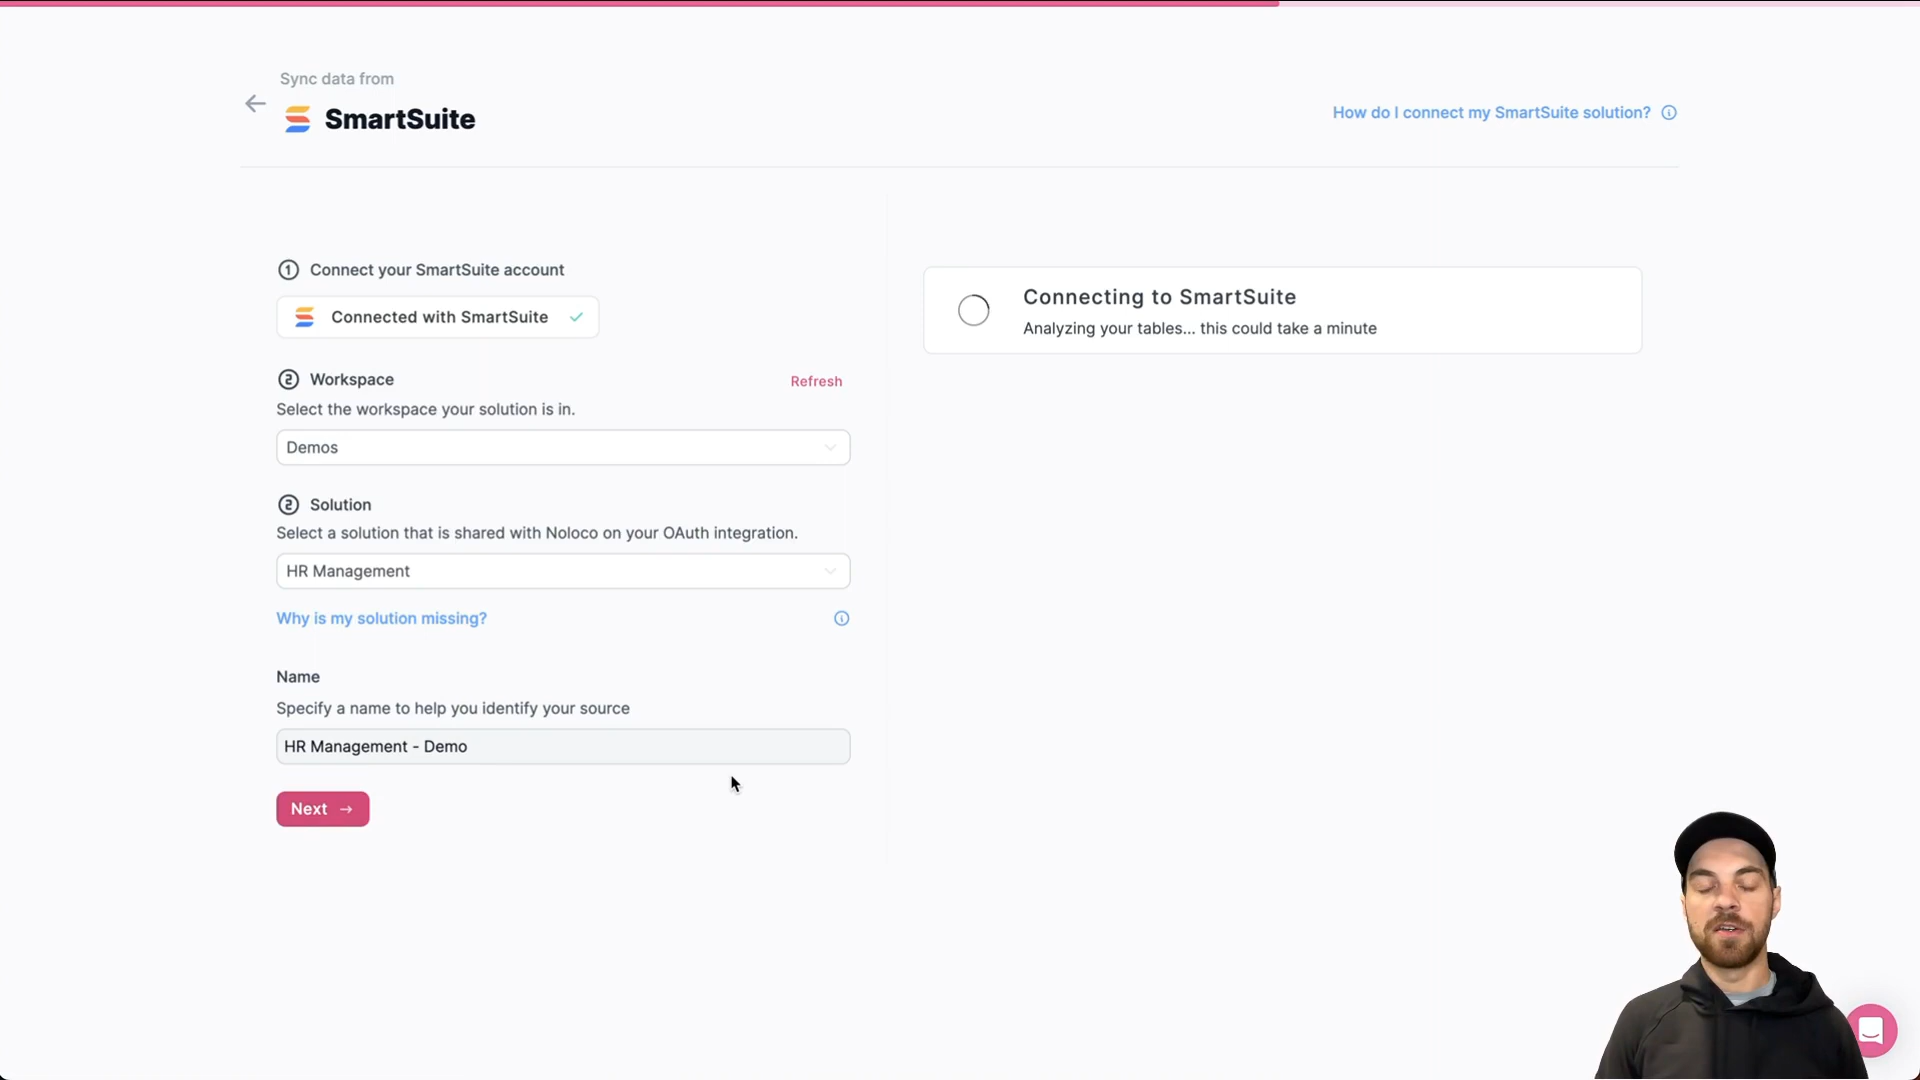 Sync data from
SmartSuite
How do I connect my SmartSuite solution?
1 Connect your SmartSuite account
Connected with SmartSuite
2 Workspace
Refresh
Select the workspace your solution is in.
Demos
2 Solution
Select a solution that is shared with Noloco on your OAuth integration.
HR Management
Why is my solution missing?
Name
Specify a name to help you identify your source
HR Management - Demo
Next →
Connecting to SmartSuite
Analyzing your tables... this could take a minute